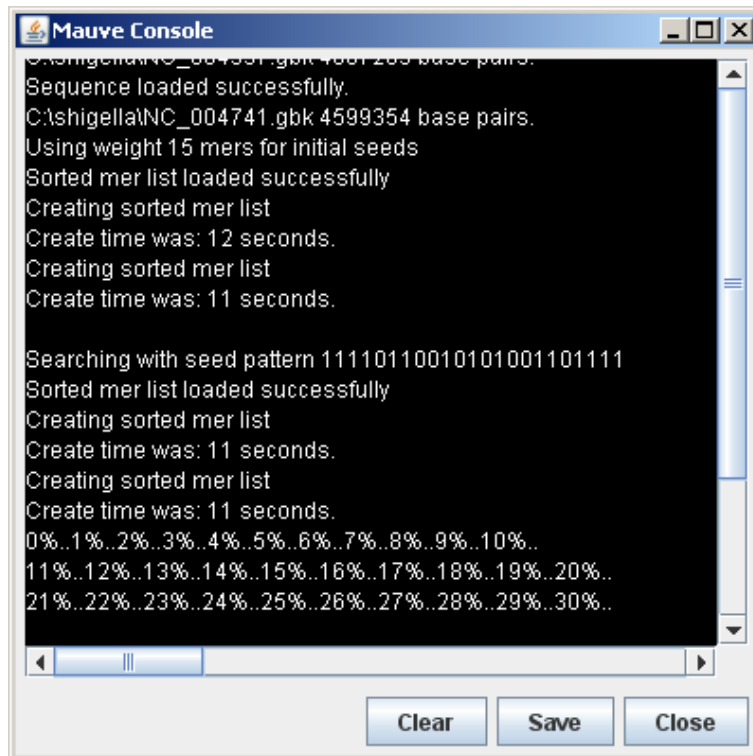 Mauve Console
Sequence loaded successfully.
C:\shigella\NC_004741.gbk 4599354 base pairs.
Using weight 15 mers for initial seeds
Sorted mer list loaded successfully
Creating sorted mer list
Create time was: 12 seconds.
Creating sorted mer list
Create time was: 11 seconds.
Searching with seed pattern 11110110010101001101111
Sorted mer list loaded successfully
Creating sorted mer list
Create time was: 11 seconds.
Creating sorted mer list
Create time was: 11 seconds.
0%..1%..2%..3%..4%..5%..6%..7%..8%..9%..10%..
11%..12%..13%..14%..15%..16%..17%..18%..19%..20%..
21%..22%..23%..24%..25%..26%..27%..28%..29%..30%..
Clear Save Close